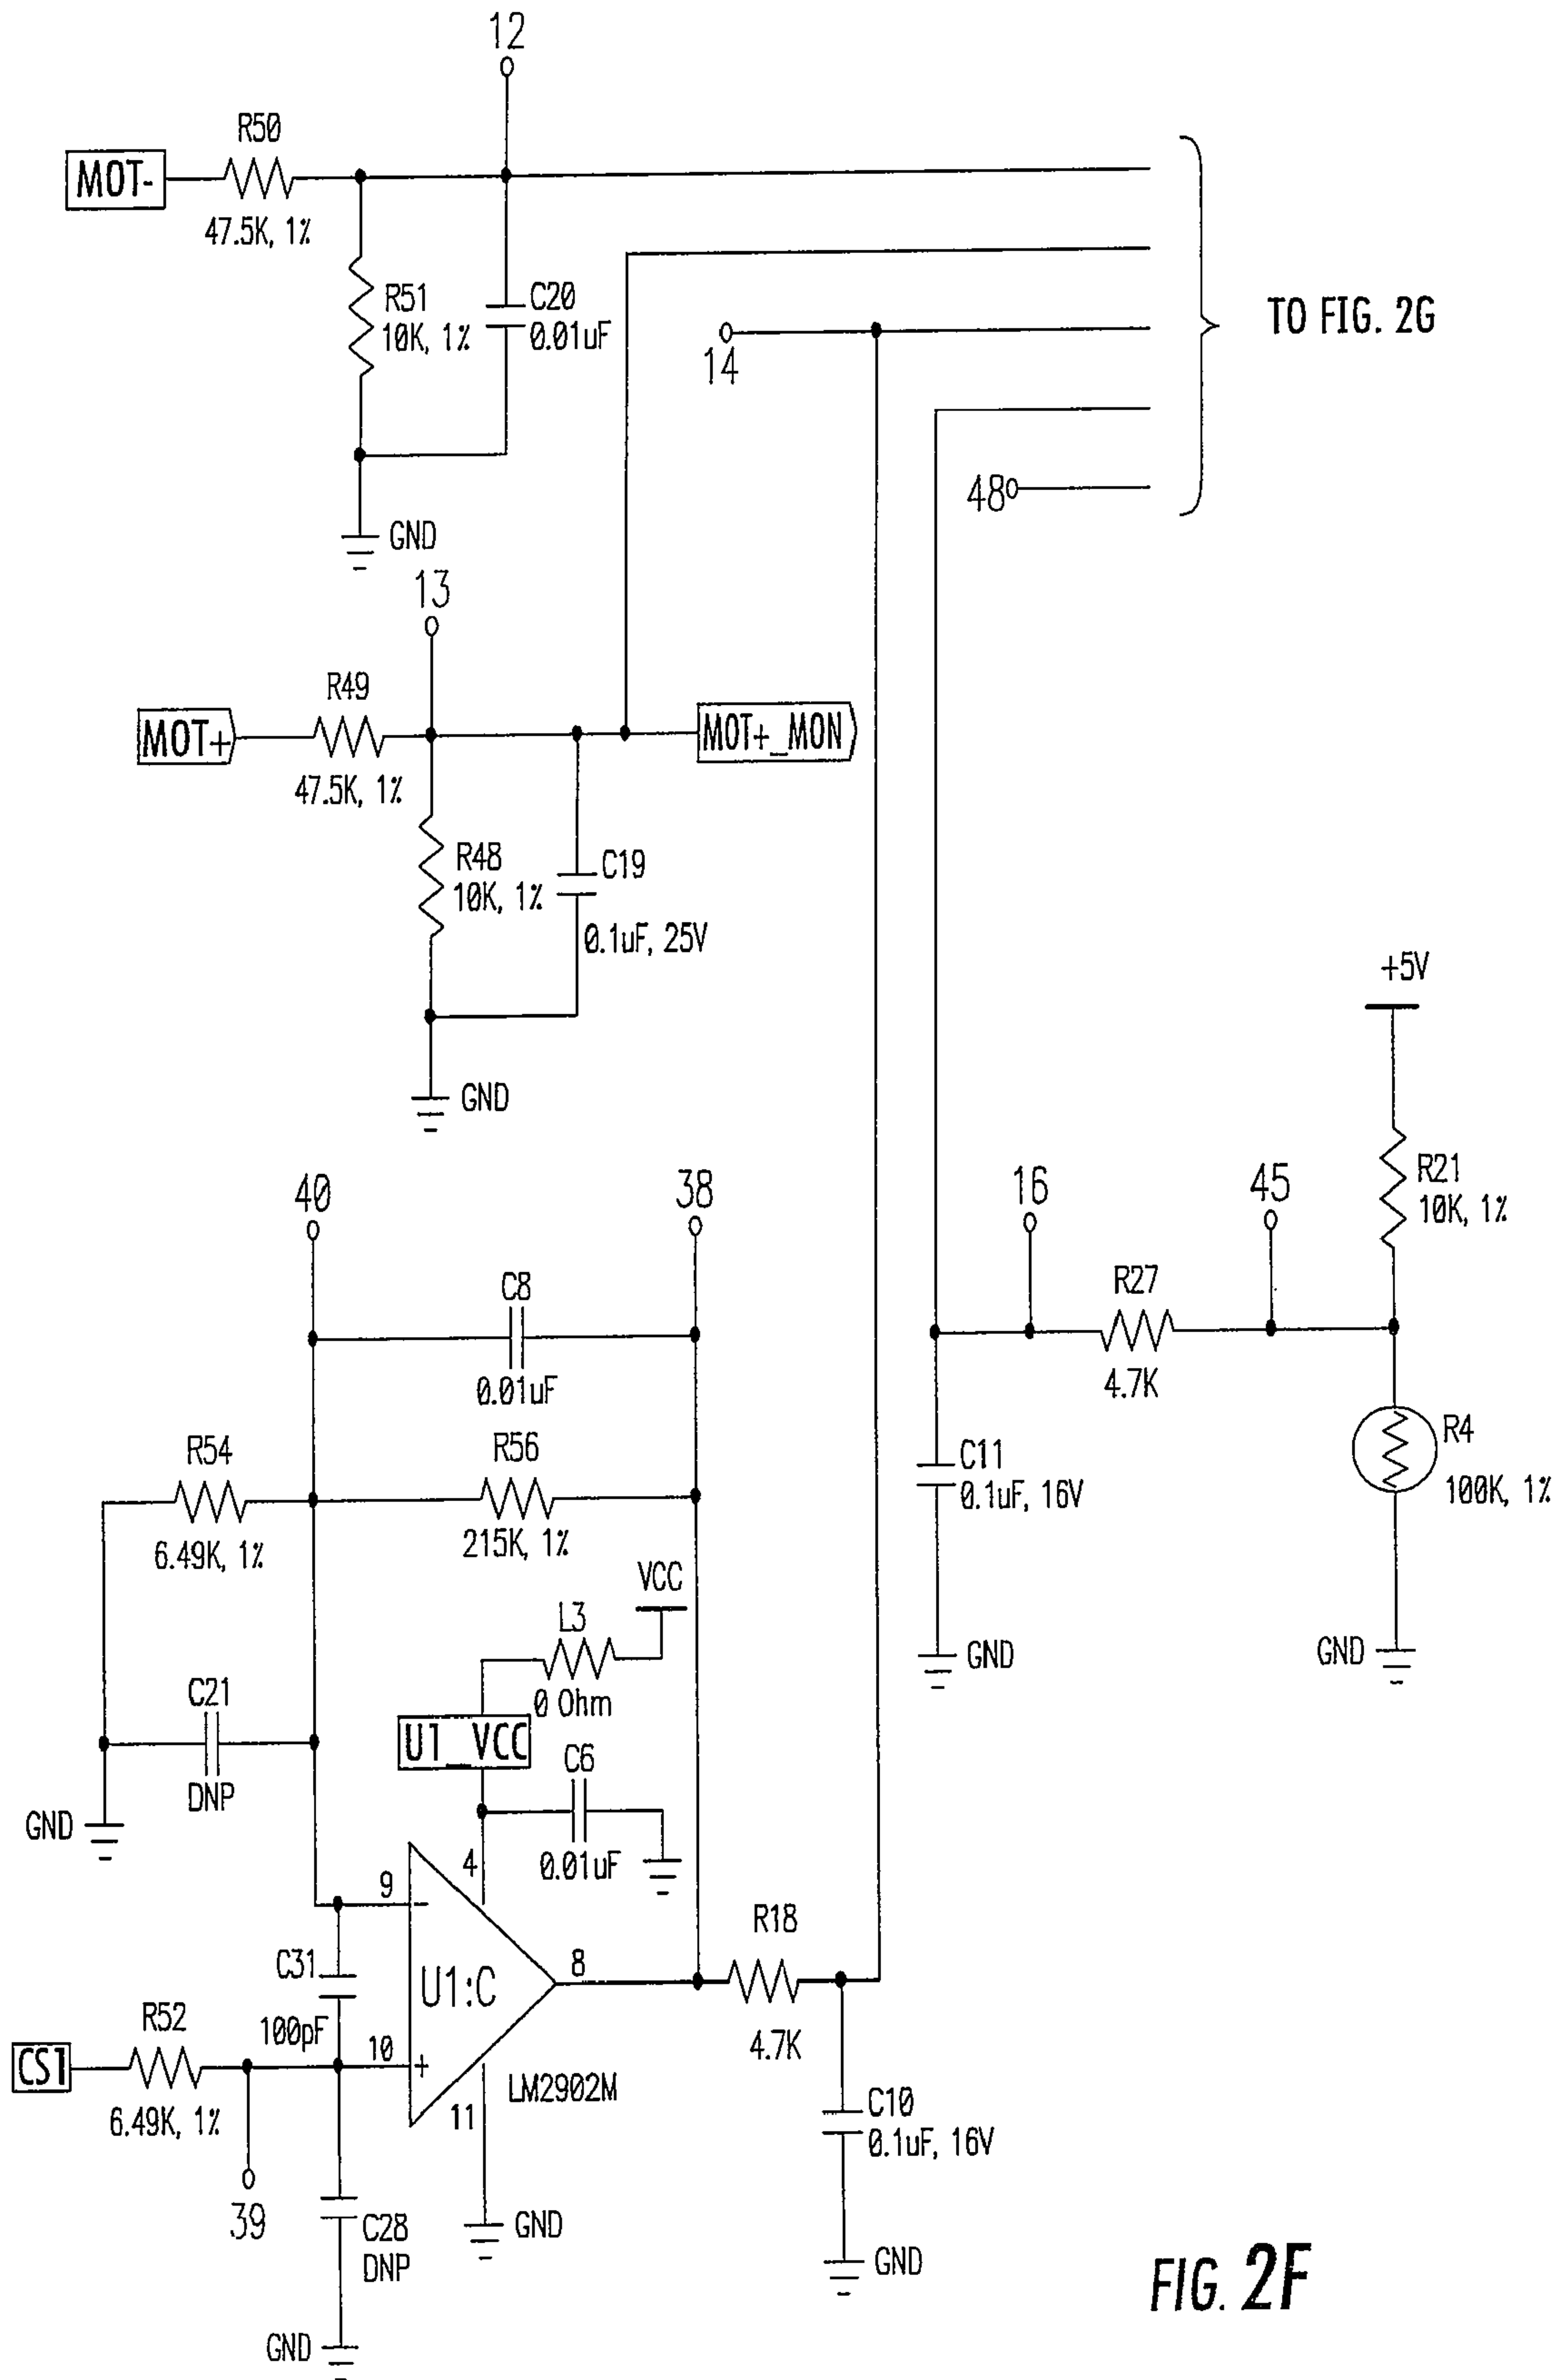 12
R50
MOT-
47.5K, 1%
R51
10K, 1%
C20
0.01uF
TO FIG. 2G
14
48
GND
13
R49
MOT+
MOT+_MON
47.5K, 1%
R48
10K, 1%
C19
0.1uF, 25V
+5V
GND
40
38
16
45
R21
10K, 1%
C8
R27
0.01uF
4.7K
R54
R56
C11
0.1uF, 16V
R4
100K, 1%
6.49K, 1%
215K, 1%
VCC
L3
GND
GND
C21
0 Ohm
U1_VCC
C6
DNP
GND
4
0.01uF
9
-
R18
C31
8
U1:C
R52
100pF
10
4.7K
CS1
+
LM2902M
6.49K, 1%
11
C10
0.1uF, 16V
39
C28
DNP
GND
GND
GND
FIG. 2F